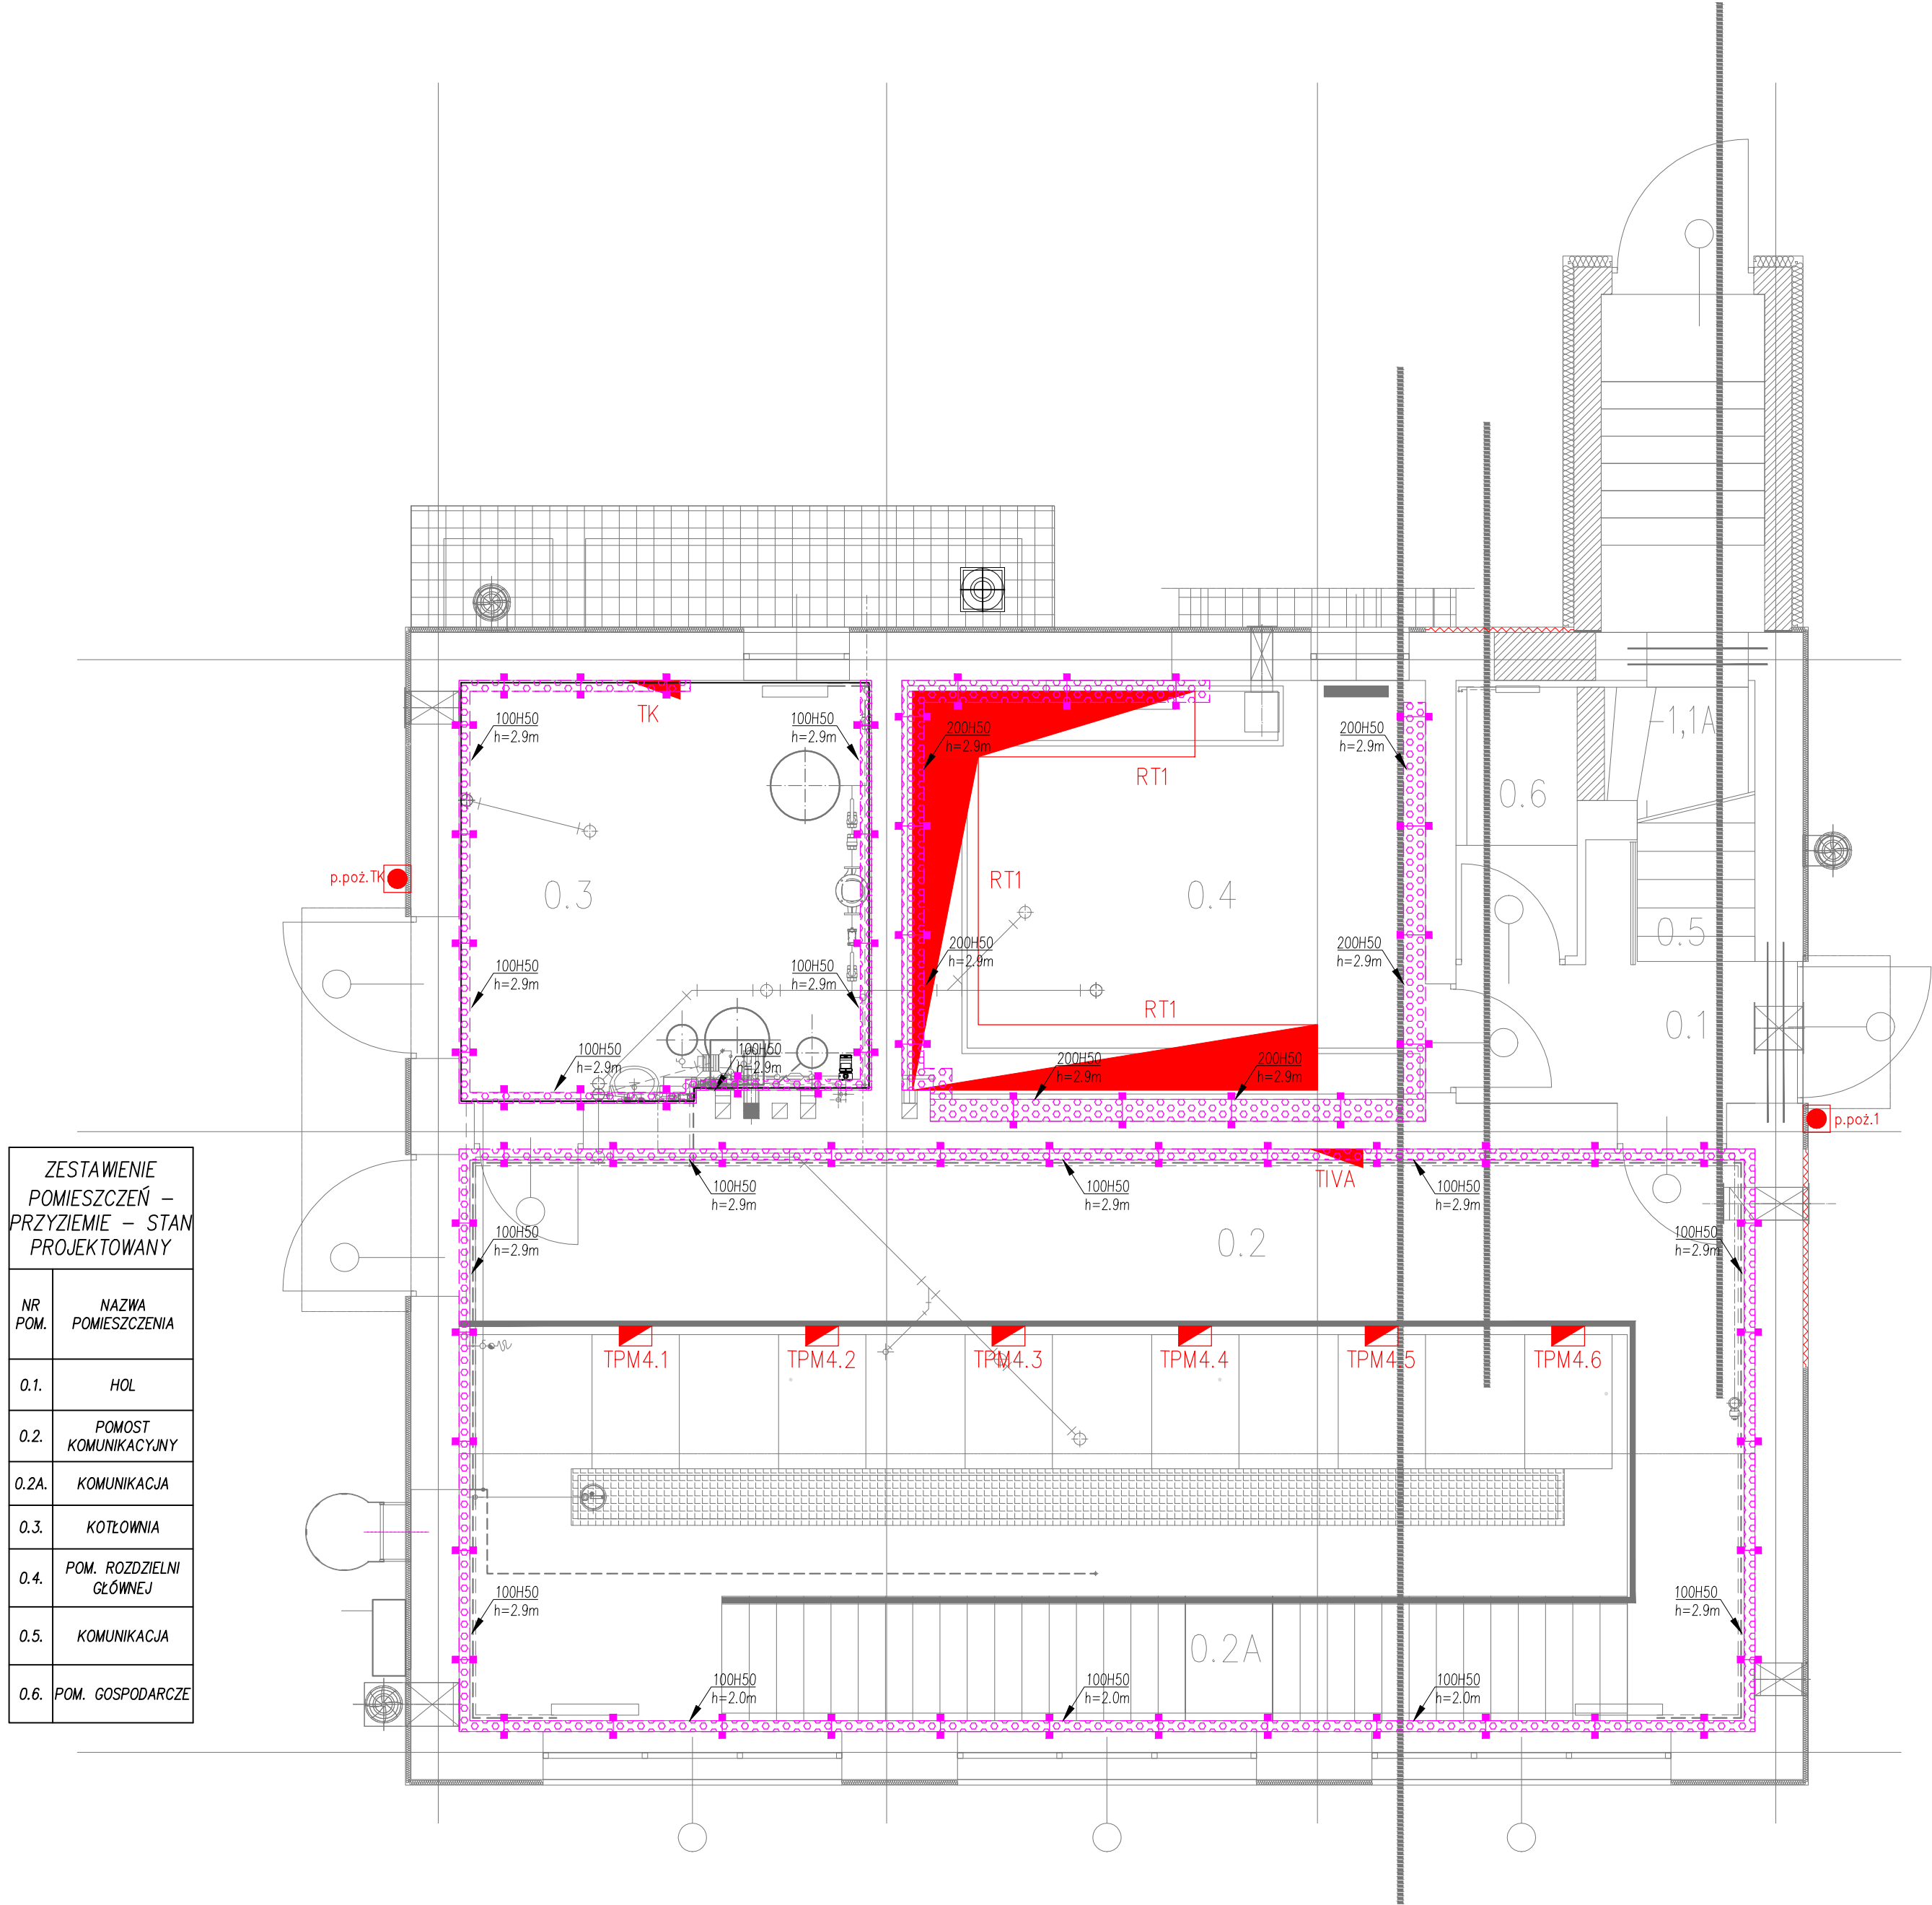 TK
100H50
h=2.9m
100H50
h=2.9m
200H50
h=2.9m
200H50
h=2.9m
-1,1A
RT1
0.6
p.poż.TK
0.3
RT1
0.4
0.5
200H50
h=2.9m
200H50
h=2.9m
100H50
h=2.9m
100H50
h=2.9m
RT1
0.1
100H50
h=2.9m
100H50
h=2.9m
200H50
h=2.9m
200H50
h=2.9m
p.poż.1
100H50
h=2.9m
100H50
h=2.9m
TIVA
100H50
h=2.9m
100H50
h=2.9m
0.2
100H50
h=2.9m
TPM4.1
TPM4.2
TPM4.3
TPM4.4
TPM4.5
TPM4.6
100H50
h=2.9m
100H50
h=2.9m
0.2A
100H50
h=2.0m
100H50
h=2.0m
100H50
h=2.0m
ZESTAWIENIE
POMIESZCZEŃ –
PRZYZIEMIE – STAN
PROJEKTOWANY
NR
POM.
NAZWA
POMIESZCZENIA
0.1. HOL
0.2. POMOST
KOMUNIKACYJNY
0.2A. KOMUNIKACJA
0.3. KOTŁOWNIA
0.4. POM. ROZDZIELNI
GŁÓWNEJ
0.5. KOMUNIKACJA
0.6. POM. GOSPODARCZE